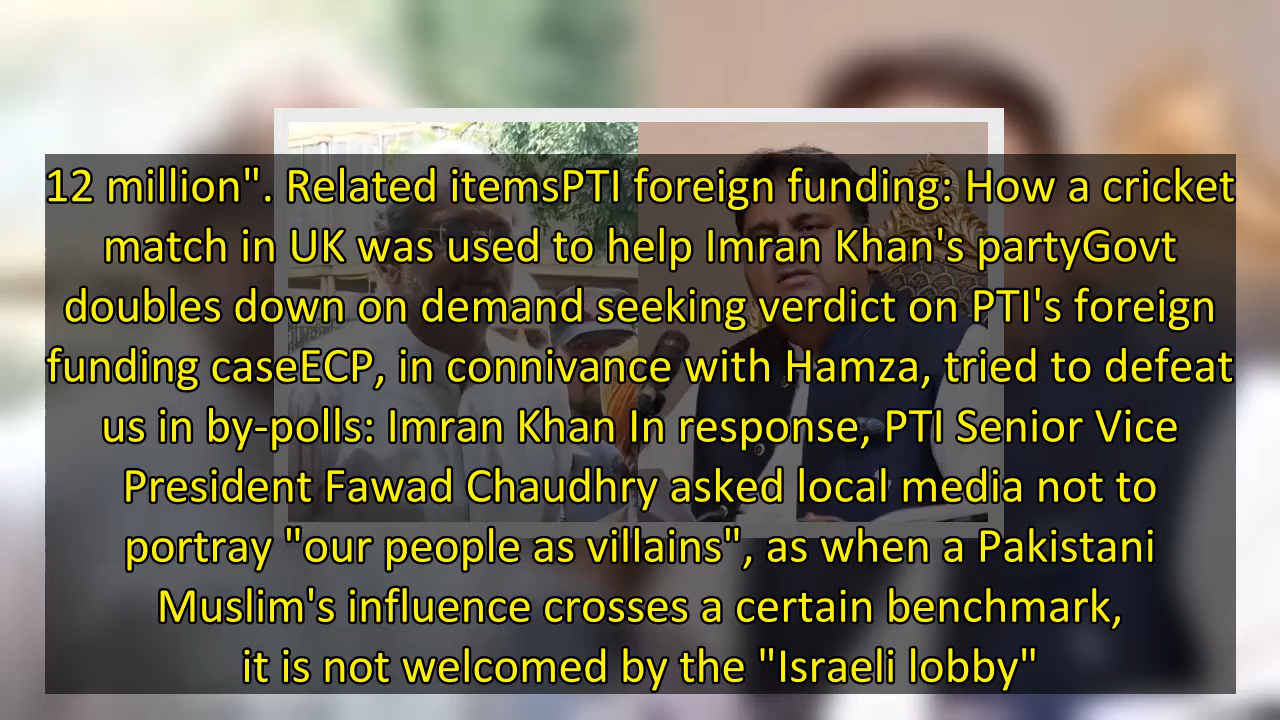 12 million". Related itemsPTI foreign funding: How a cricket
match in UK was used to help Imran Khan's partyGovt
doubles down on demand seeking verdict on PTI's foreign
funding caseECP, in connivance with Hamza, tried to defeat
us in by-polls: Imran Khan In response, PTI Senior Vice
President Fawad Chaudhry asked local media not to
portray "our people as villains", as when a Pakistani
Muslim's influence crosses a certain benchmark,
it is not welcomed by the "Israeli lobby"